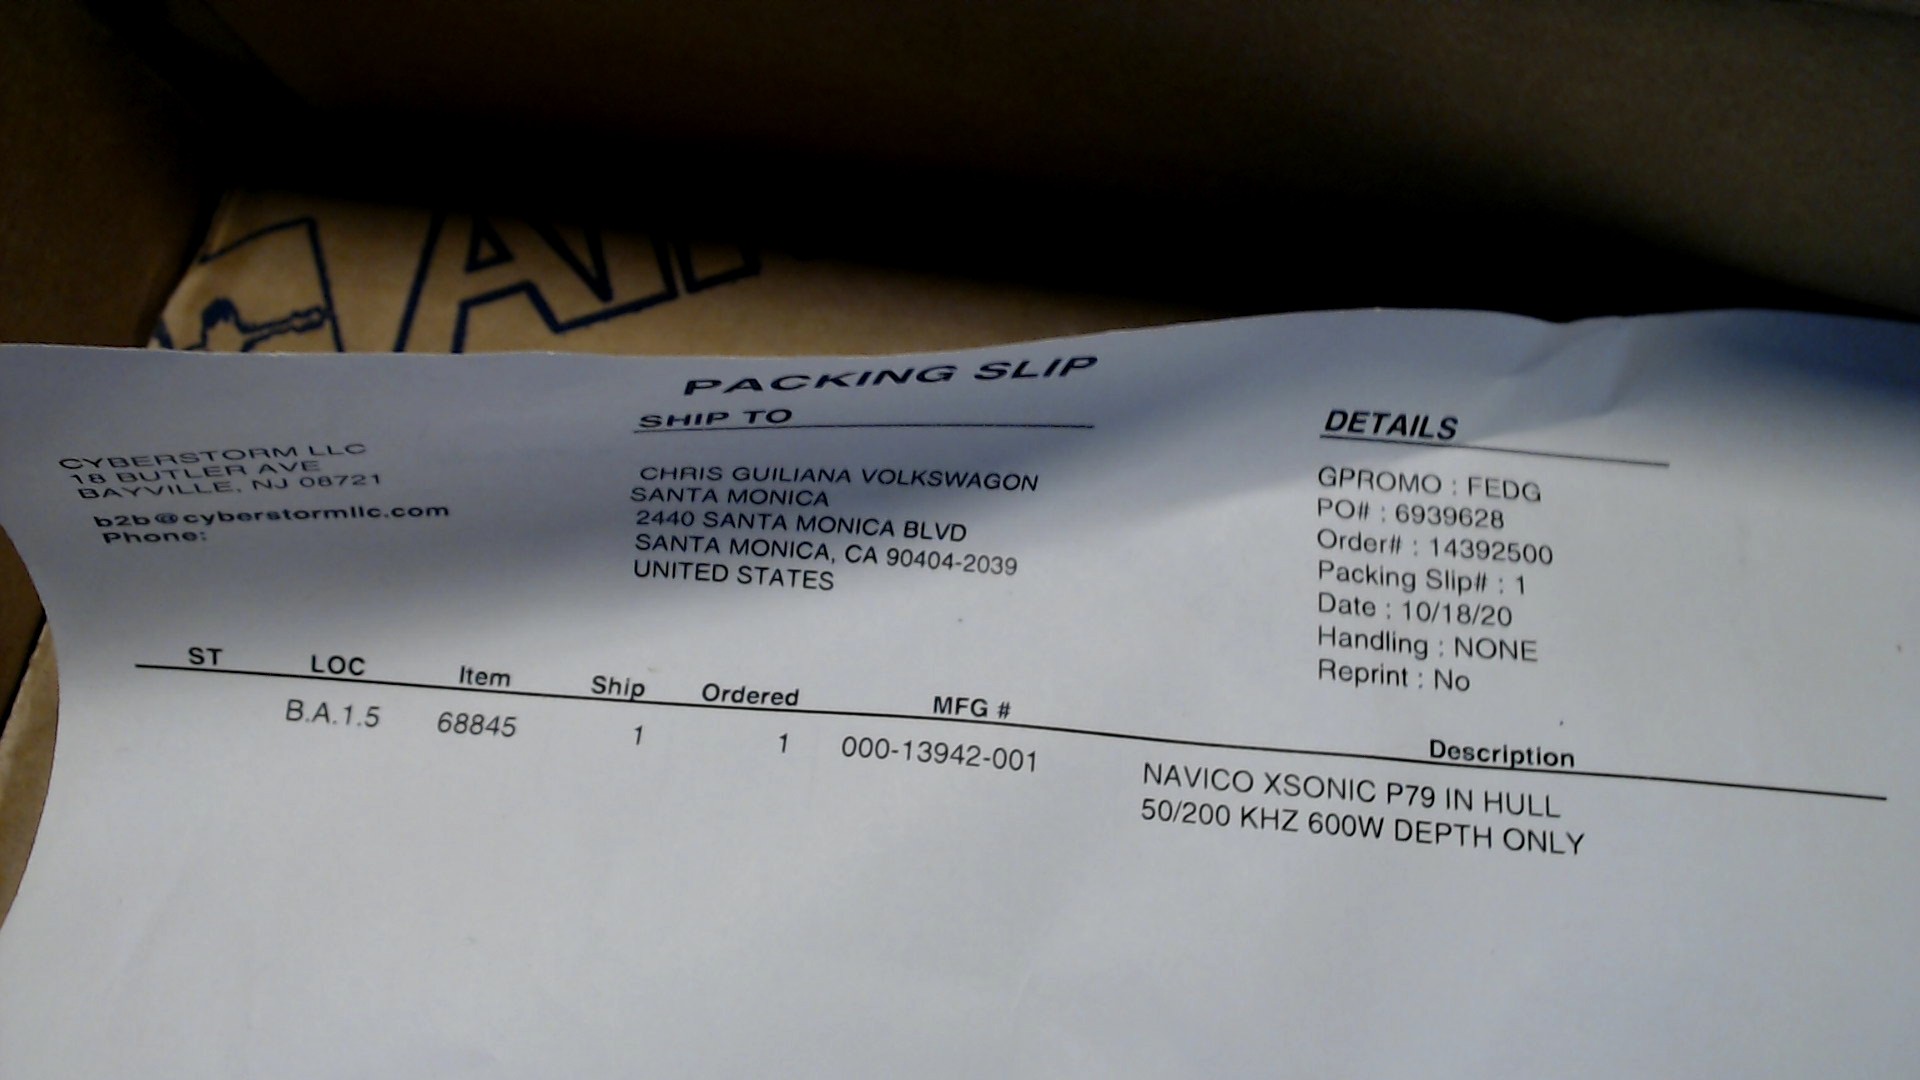 PACKING SLIP
CYBERSTORM LLC
18 BUTLER AVE
BAYVILLE, NJ 08721
b2b@cyberstormllc.com
Phone:
SHIP TO
CHRIS GUILIANA VOLKSWAGON
SANTA MONICA
2440 SANTA MONICA BLVD
SANTA MONICA, CA 90404-2039
UNITED STATES
DETAILS
GPROMO : FEDG
PO# : 6939628
Order# : 14392500
Packing Slip# : 1
Date : 10/18/20
Handling : NONE
Reprint : No
ST LOC Item Ship Ordered MFG # Description
B.A.1.5 68845 1 1 000-13942-001 NAVICO XSONIC P79 IN HULL
50/200 KHZ 600W DEPTH ONLY